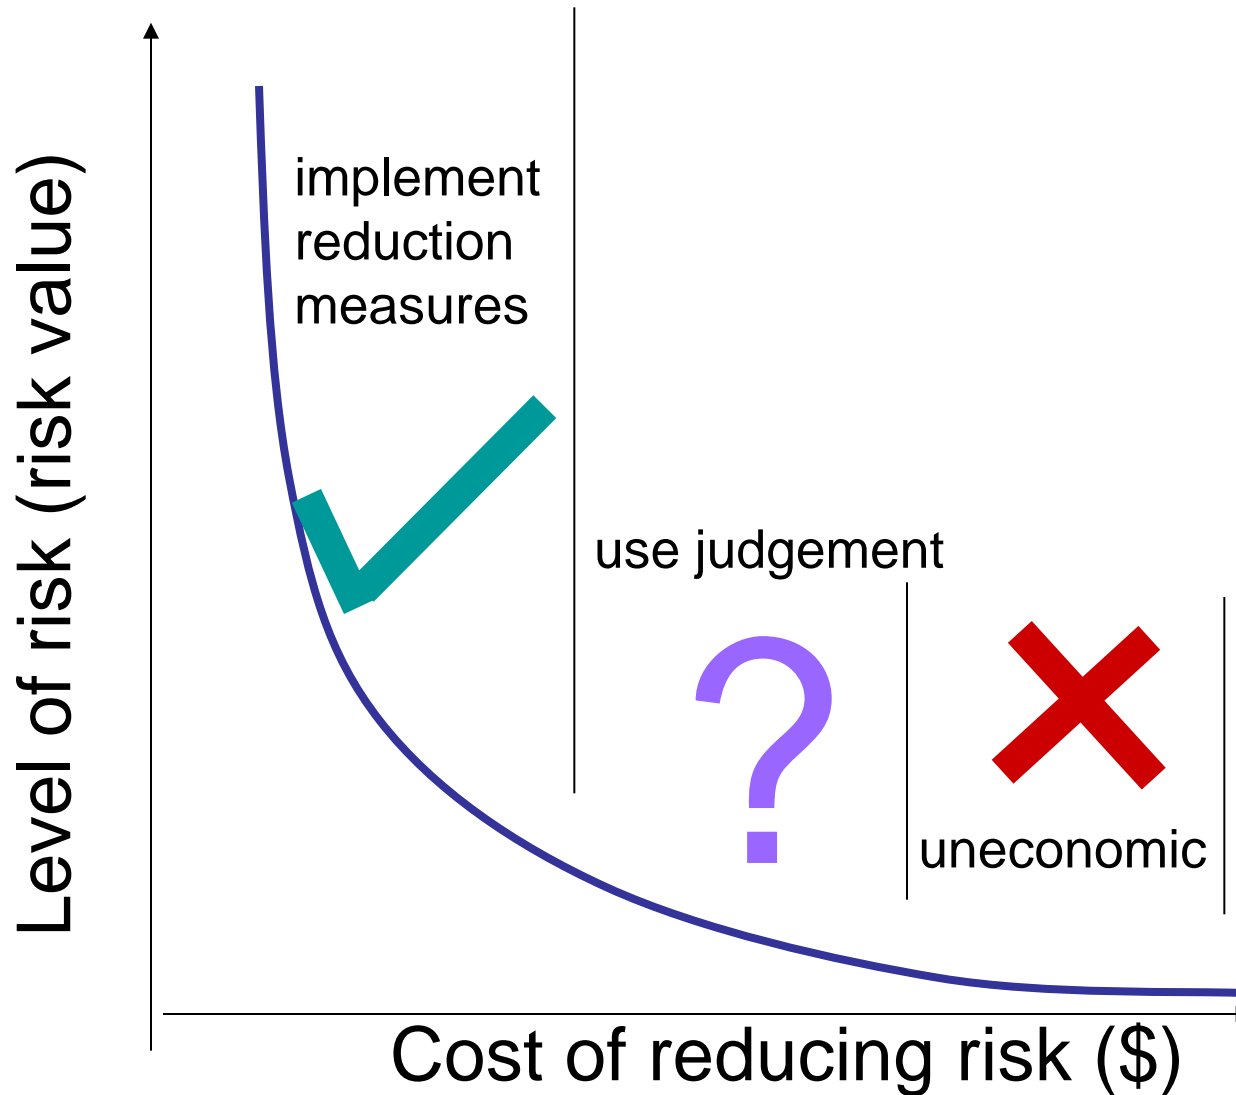 Level of risk (risk value)
implement
reduction
measures
use judgement
?
uneconomic
Cost of reducing risk ($)